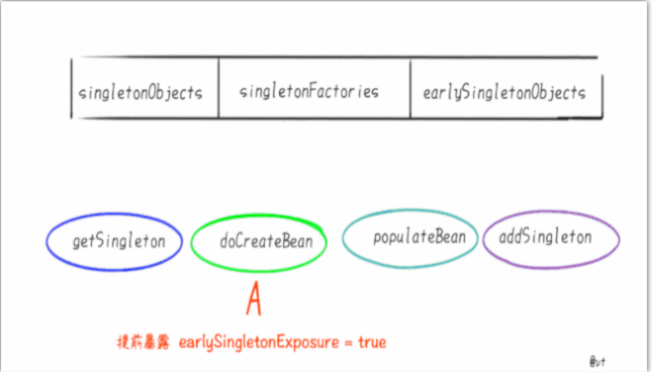 singletonObjects singletonFactories earlySingletonObjects
getSingleton doCreateBean populateBean addSingleton
A
提前暴露 earlySingletonExposure = true